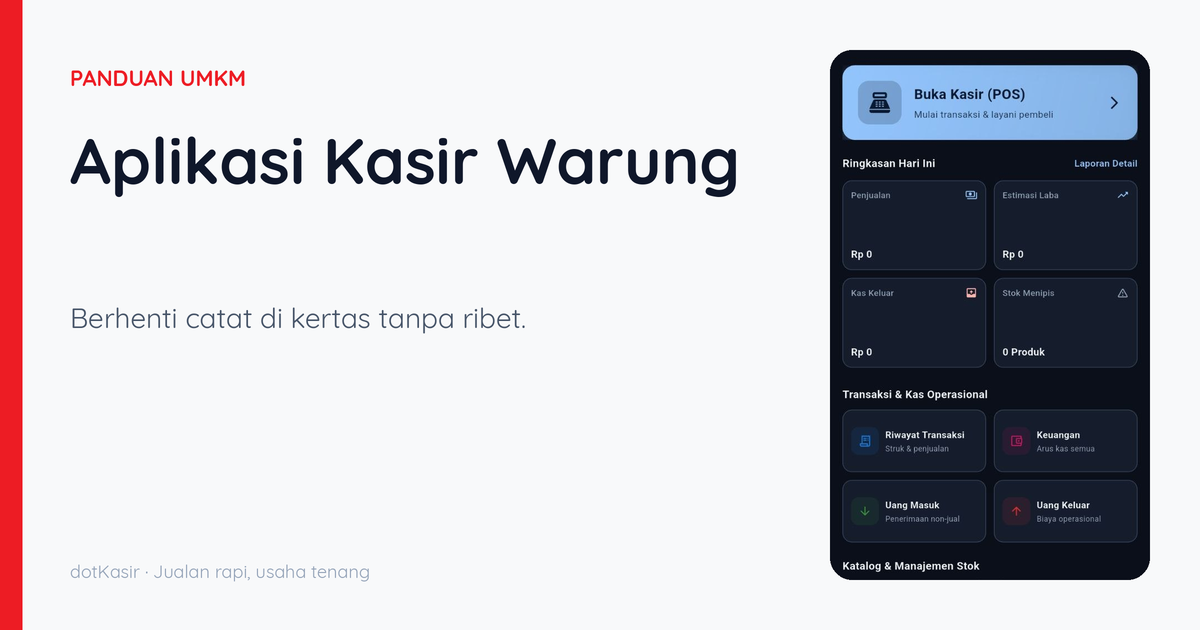 PANDUAN UMKM
Aplikasi Kasir Warung
Berhenti catat di kertas tanpa ribet.
dotKasir · Jualan rapi, usaha tenang
Buka Kasir (POS)
Mulai transaksi & layani pembeli
Ringkasan Hari Ini
Laporan Detail
Penjualan
Rp 0
Estimasi Laba
Rp 0
Kas Keluar
Rp 0
Stok Menipis
0 Produk
Transaksi & Kas Operasional
Riwayat Transaksi
Struk & penjualan
Keuangan
Arus kas semua
Uang Masuk
Penerimaan non-jual
Uang Keluar
Biaya operasional
Katalog & Manajemen Stok